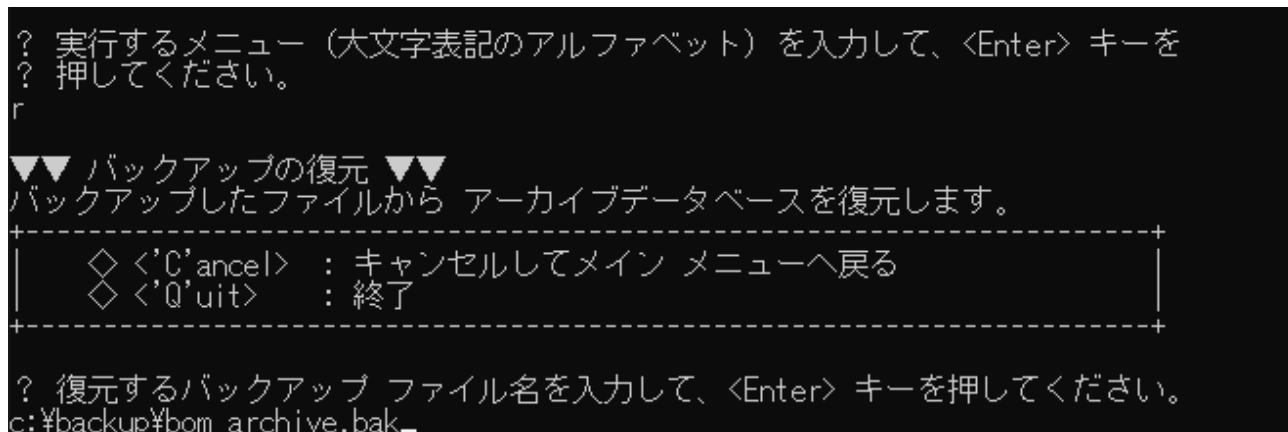 ? 実行するメニュー (大文字表記のアルファベット) を入力して、<Enter> キーを
? 押してください。
r
▼▼ バックアップの復元 ▼▼
バックアップしたファイルから アーカイブデータベースを復元します。
+-----------------------------------------------------------------------+
| ◇ <'C'ancel> : キャンセルしてメイン メニューへ戻る |
| ◇ <'Q'uit> : 終了 |
+-----------------------------------------------------------------------+
? 復元するバックアップ ファイル名を入力して、<Enter> キーを押してください。
c:¥backup¥bom_archive.bak_